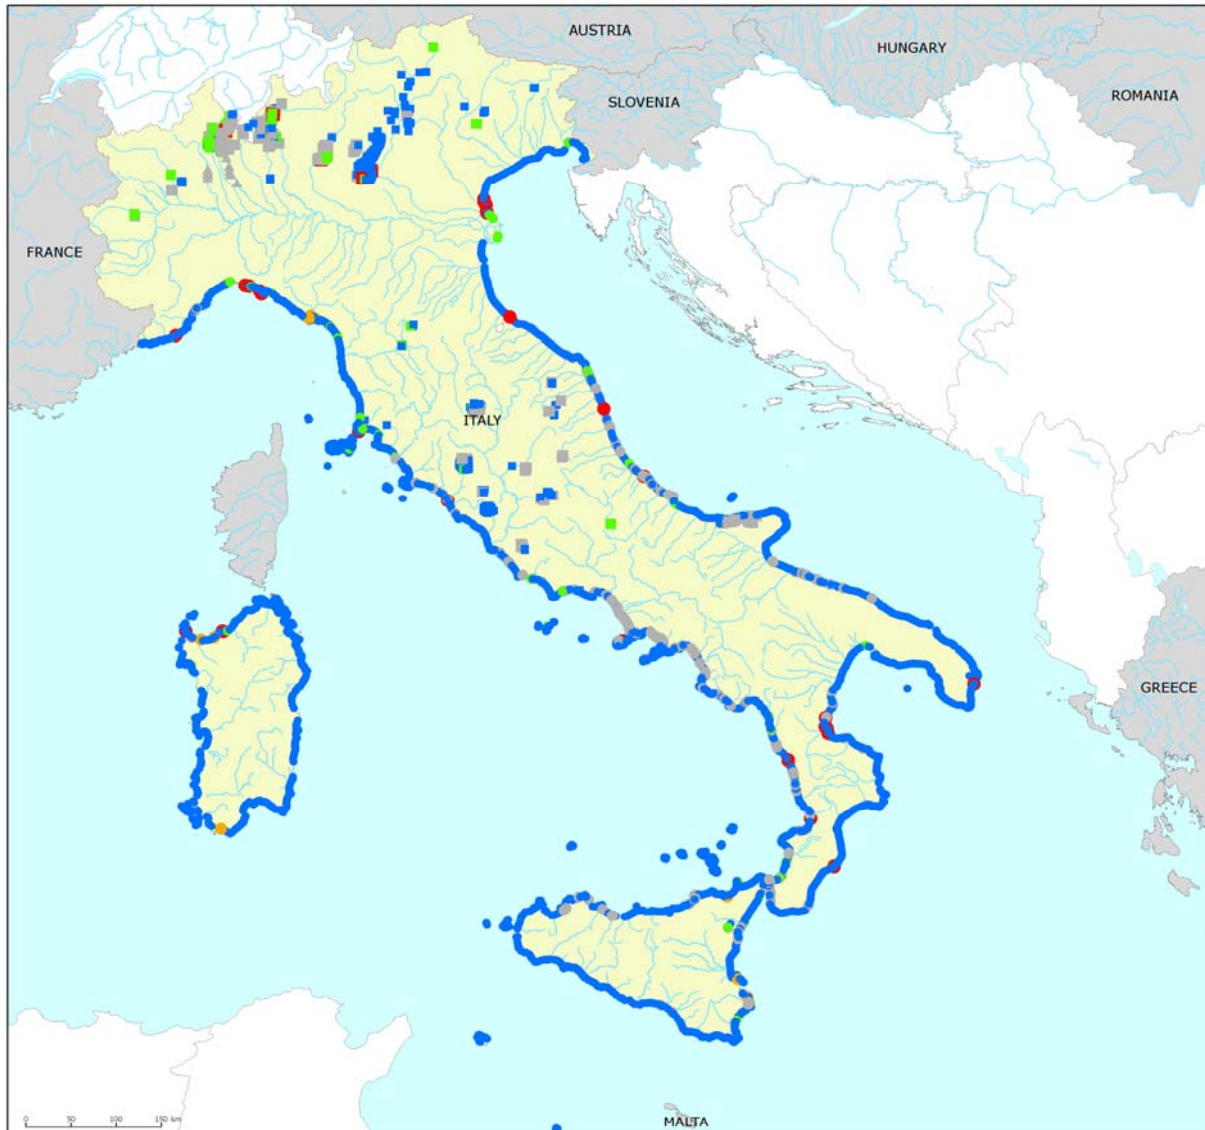 AUSTRIA
HUNGARY
SLOVENIA
ROMANIA
FRANCE
ITALY
GREECE
MALTA
0 50 100 150 km